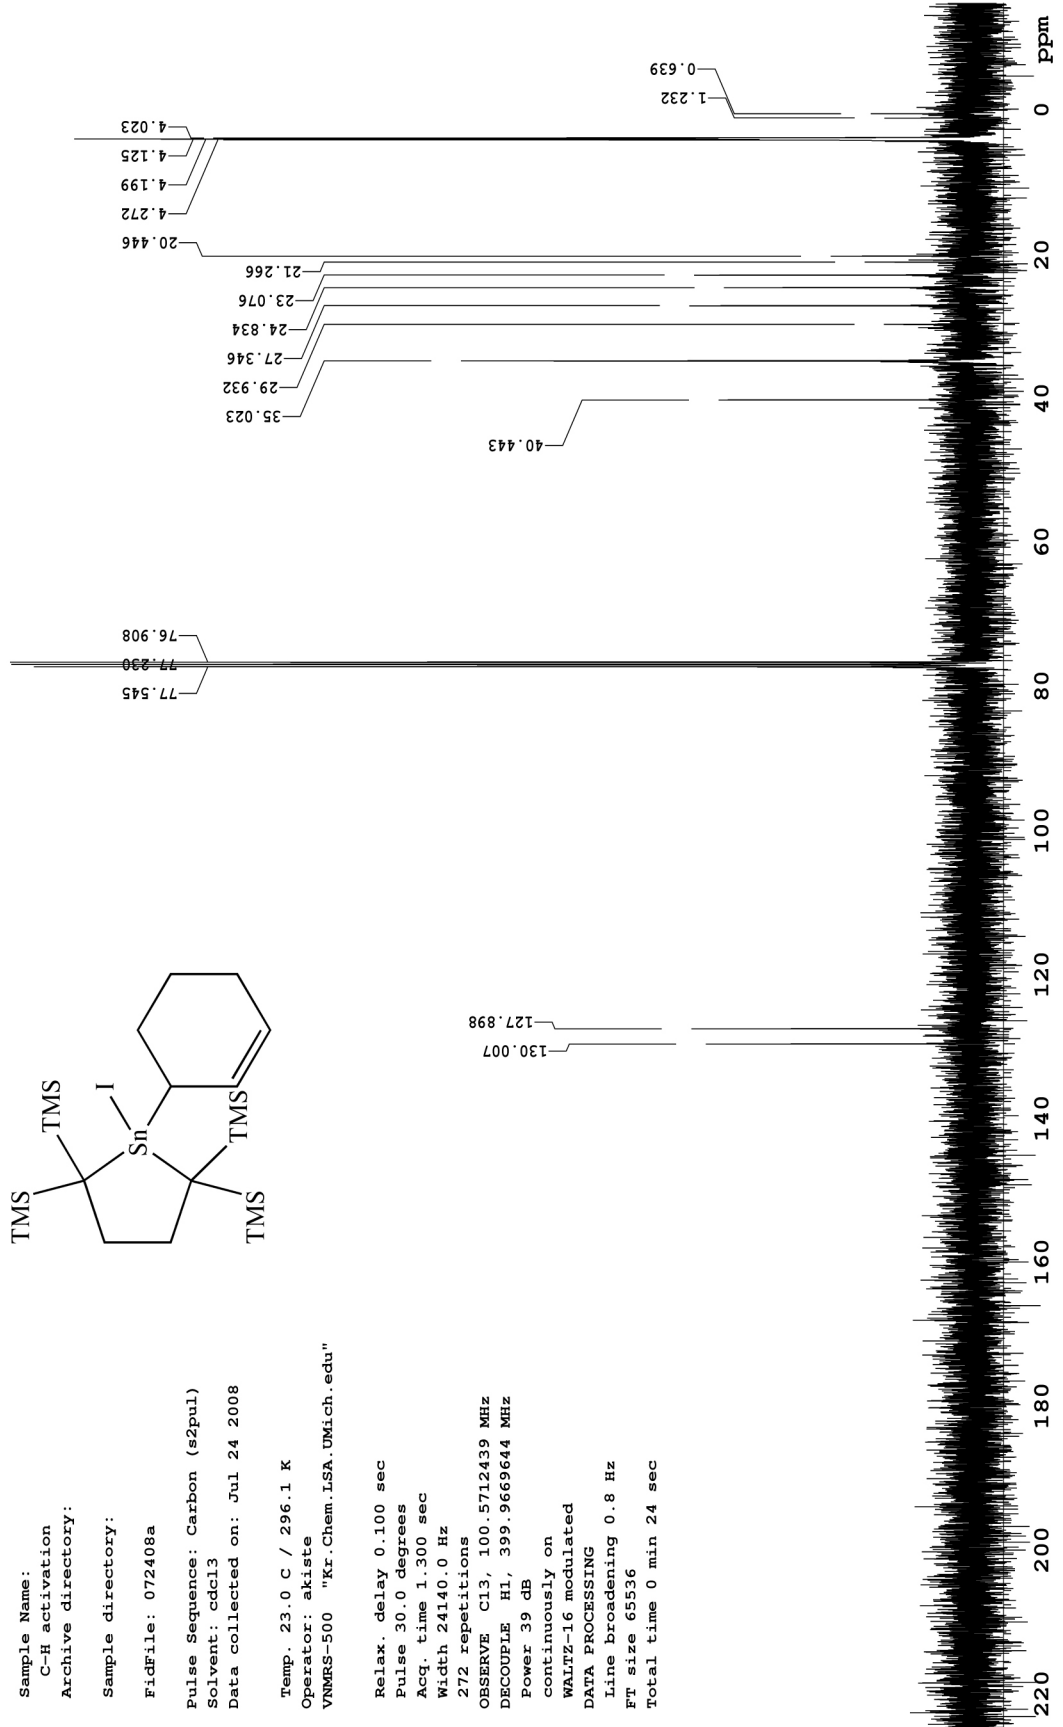 Sample Name:
C-H activation
Archive directory:
Sample directory:
FidFile: 072408a
Pulse Sequence: Carbon (s2pul)
Solvent: cdcl3
Data collected on: Jul 24 2008
Temp. 23.0 C / 296.1 K
Operator: akiste
VNMRS-500 "Kr.Chem.LSA.UMich.edu"
Relax. delay 0.100 sec
Pulse 30.0 degrees
Acq. time 1.300 sec
Width 24140.0 Hz
272 repetitions
OBSERVE C13, 100.5712439 MHz
DECOUPLE H1, 399.9669644 MHz
Power 39 dB
continuously on
WALTZ-16 modulated
DATA PROCESSING
Line broadening 0.8 Hz
FT size 65536
Total time 0 min 24 sec
TMS
TMS
I
Sn
TMS
TMS
130.007
127.898
77.545
77.230
76.908
40.443
35.023
29.932
27.346
24.834
23.076
21.266
20.446
4.272
4.199
4.125
4.023
1.232
0.639
220 200 180 160 140 120 100 80 60 40 20 0 ppm